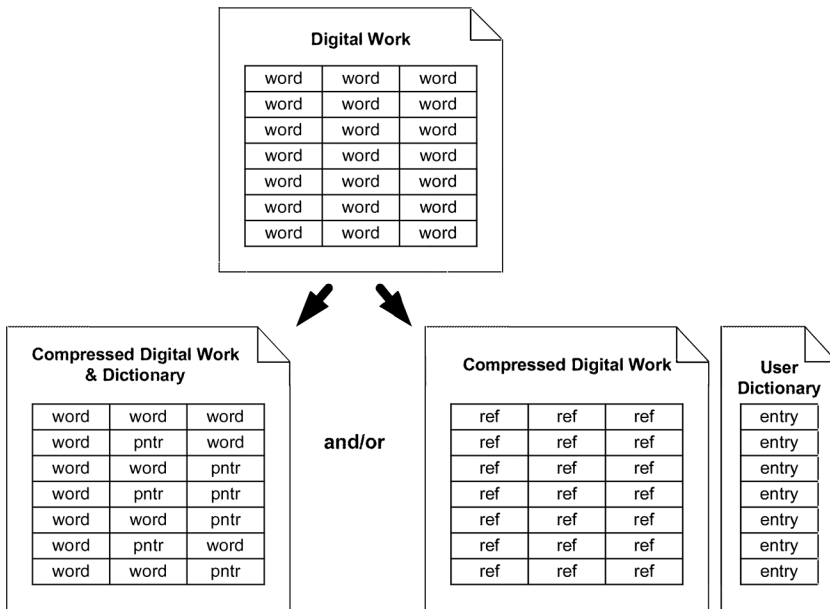 Digital Work
word word word
word word word
word word word
word word word
word word word
word word word
word word word
Compressed Digital Work
& Dictionary
word word word
word pntr word
word word pntr
word pntr pntr
word word pntr
word pntr word
word word pntr
and/or
Compressed Digital Work
ref ref ref
ref ref ref
ref ref ref
ref ref ref
ref ref ref
ref ref ref
ref ref ref
User
Dictionary
entry
entry
entry
entry
entry
entry
entry